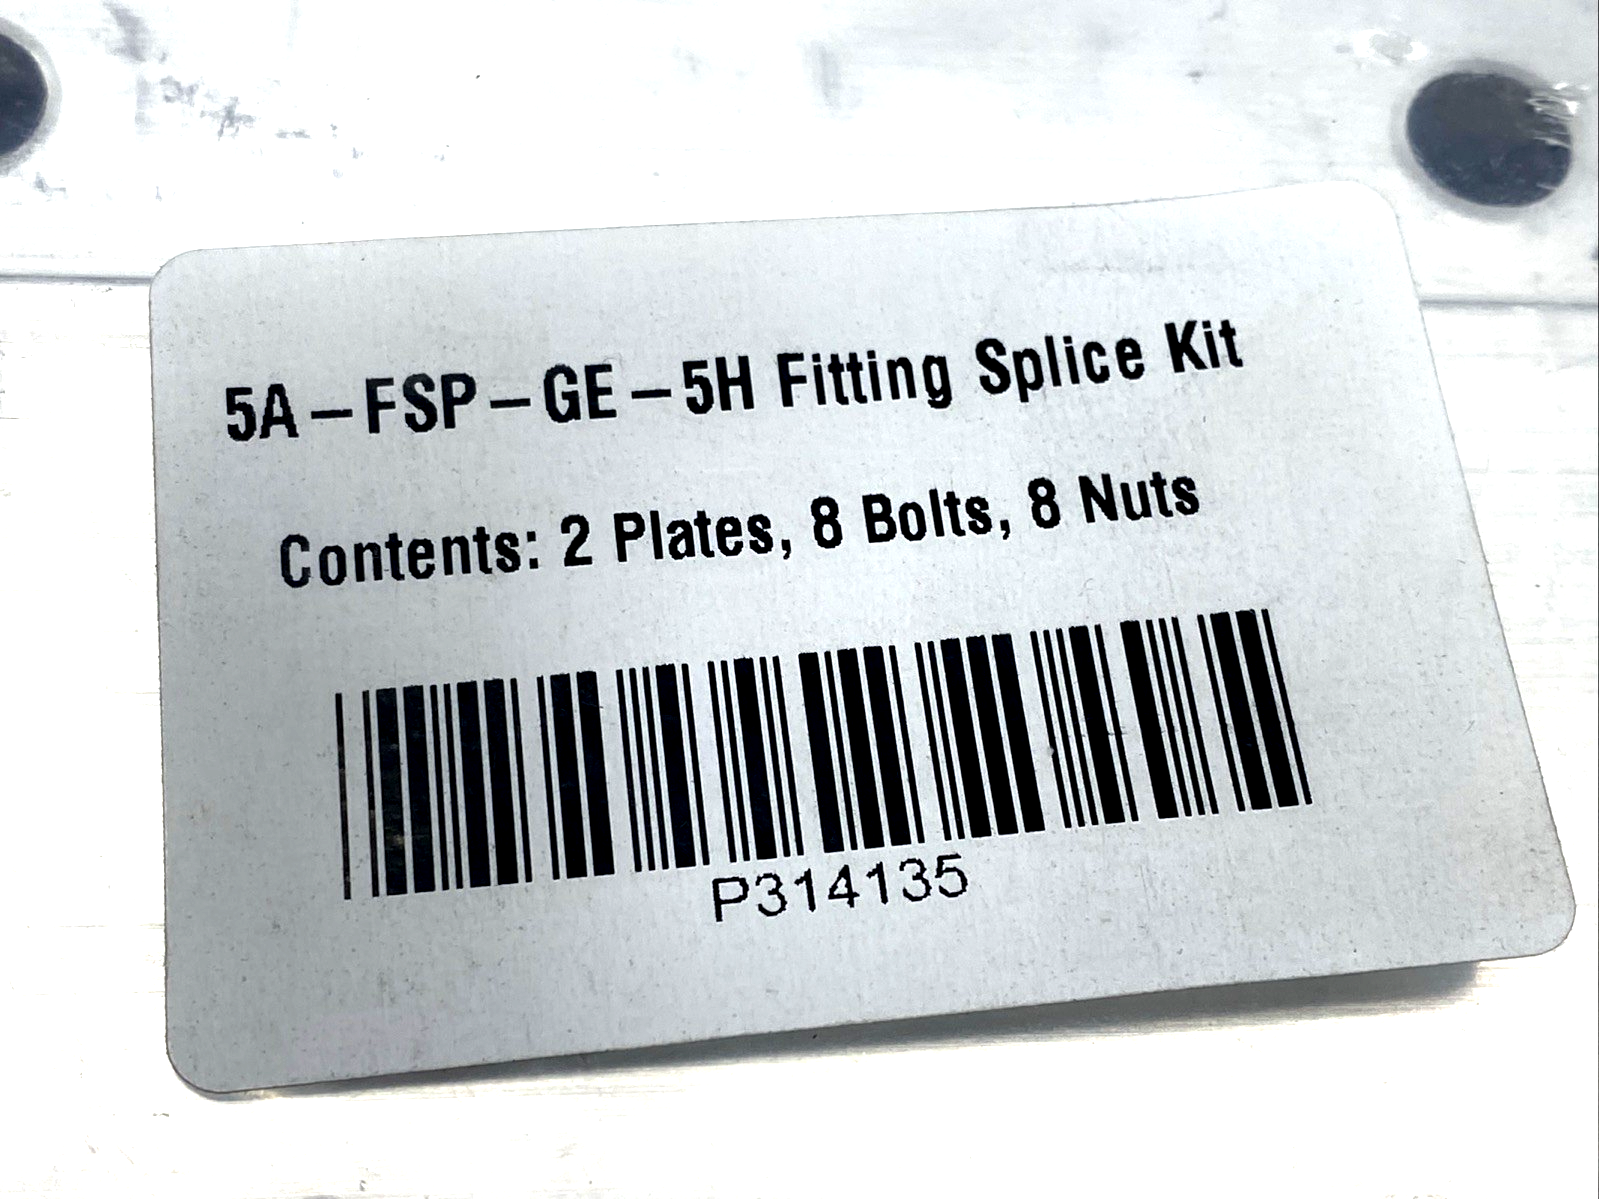 5A-FSP-GE-5H Fitting Splice Kit
Contents: 2 Plates, 8 Bolts, 8 Nuts
P314135